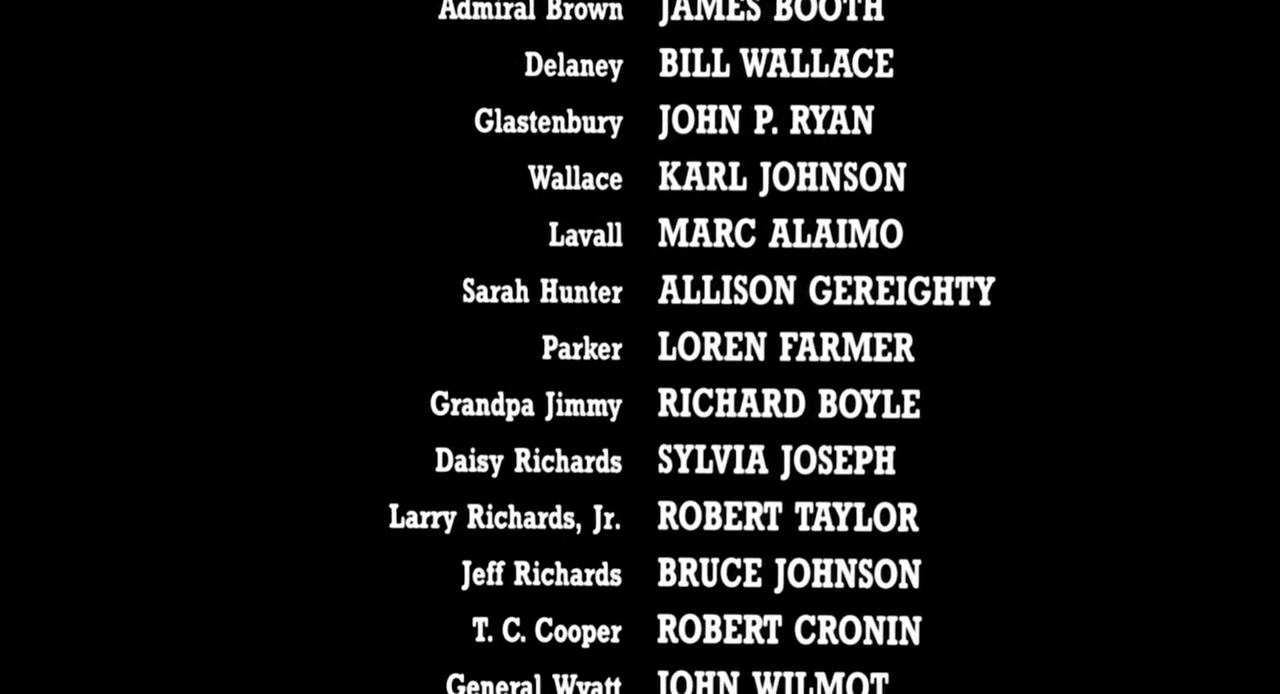 Admiral Brown JAMES BOOTH
Delaney BILL WALLACE
Glastenbury JOHN P. RYAN
Wallace KARL JOHNSON
Lavall MARC ALAIMO
Sarah Hunter ALLISON GEREIGHTY
Parker LOREN FARMER
Grandpa Jimmy RICHARD BOYLE
Daisy Richards SYLVIA JOSEPH
Larry Richards, Jr. ROBERT TAYLOR
Jeff Richards BRUCE JOHNSON
T. C. Cooper ROBERT CRONIN
General Wyatt JOHN WILMOT